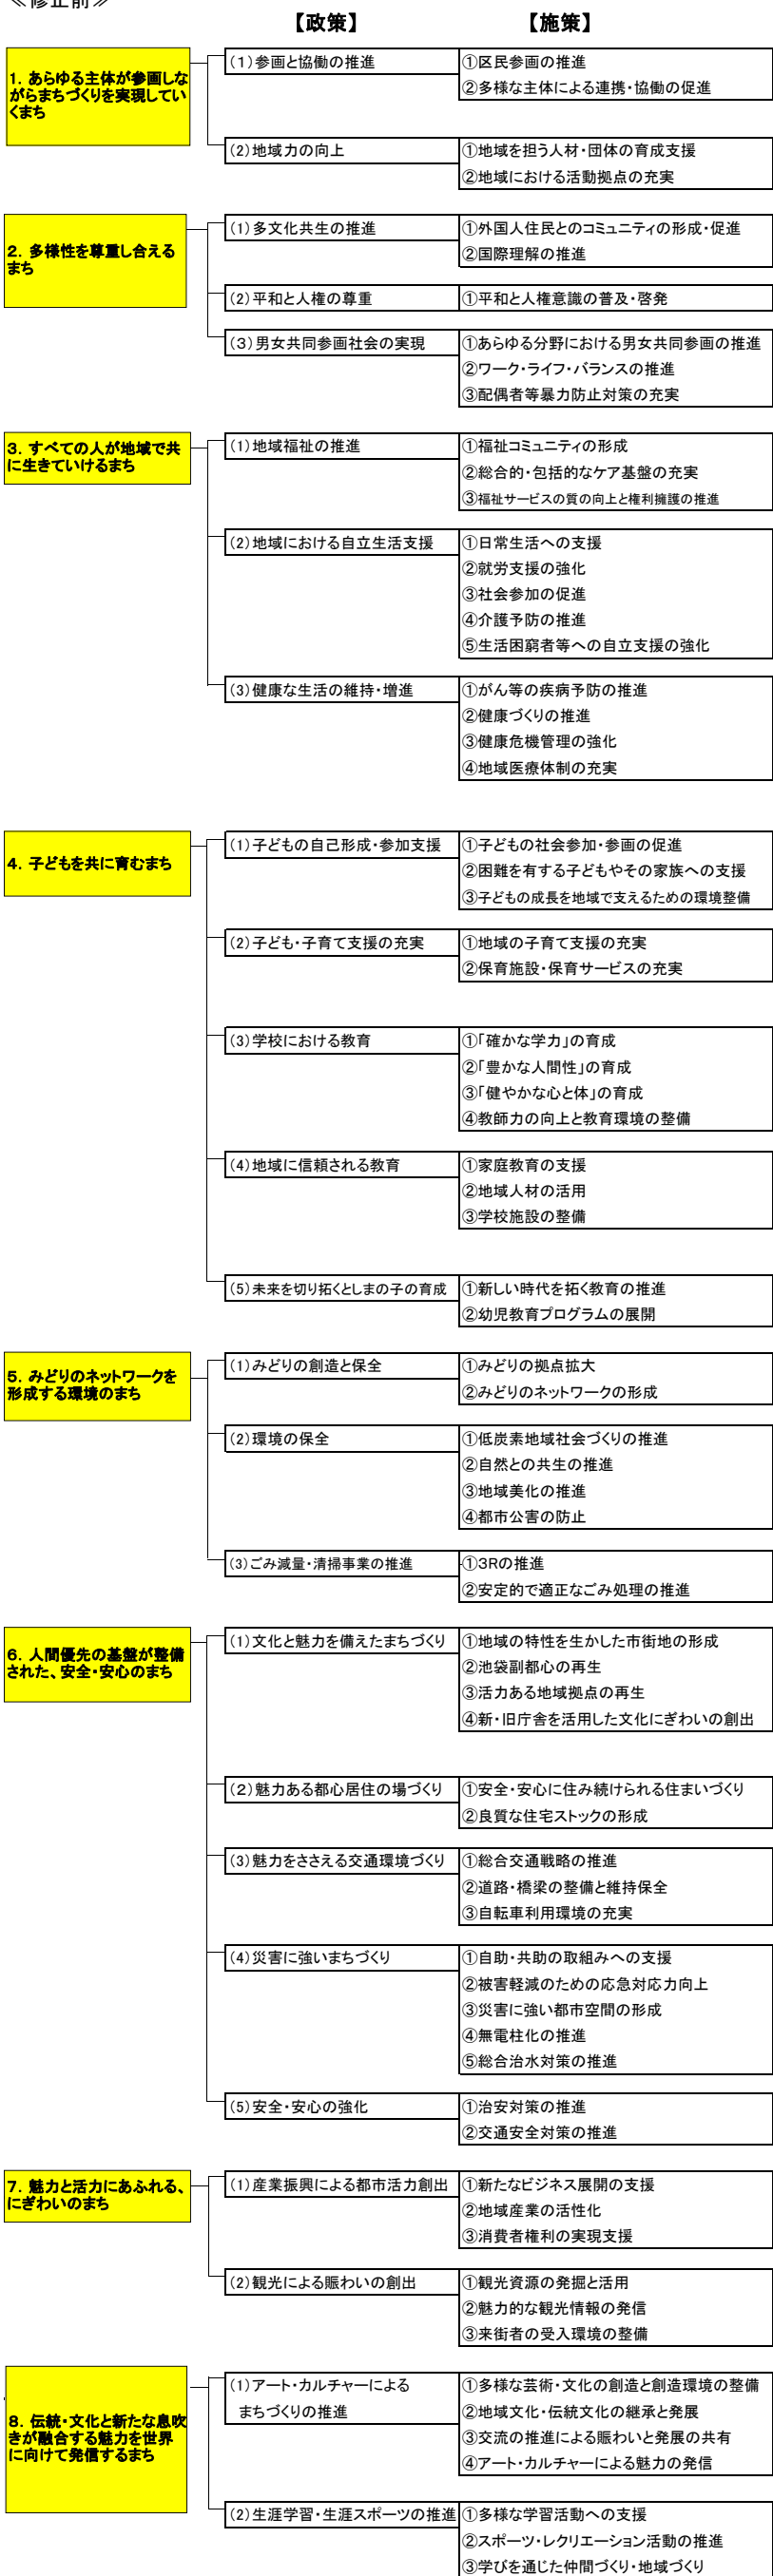 ≪修正前≫
【政策】 【施策】
1. あらゆる主体が参画しな
がらまちづくりを実現してい
くまち
(1)参画と協働の推進
①区民参画の推進
②多様な主体による連携・協働の促進
(2)地域力の向上
①地域を担う人材・団体の育成支援
②地域における活動拠点の充実
2. 多様性を尊重し合える
まち
(1)多文化共生の推進
①外国人住民とのコミュニティの形成・促進
②国際理解の推進
(2)平和と人権の尊重
①平和と人権意識の普及・啓発
(3)男女共同参画社会の実現
①あらゆる分野における男女共同参画の推進
②ワーク・ライフ・バランスの推進
③配偶者等暴力防止対策の充実
3. すべての人が地域で共
に生きていけるまち
(1)地域福祉の推進
①福祉コミュニティの形成
②総合的・包括的なケア基盤の充実
③福祉サービスの質の向上と権利擁護の推進
(2)地域における自立生活支援
①日常生活への支援
②就労支援の強化
③社会参加の促進
④介護予防の推進
⑤生活困窮者等への自立支援の強化
(3)健康な生活の維持・増進
①がん等の疾病予防の推進
②健康づくりの推進
③健康危機管理の強化
④地域医療体制の充実
4. 子どもを共に育むまち
(1)子どもの自己形成・参加支援
①子どもの社会参加・参画の促進
②困難を有する子どもやその家族への支援
③子どもの成長を地域で支えるための環境整備
(2)子ども・子育て支援の充実
①地域の子育て支援の充実
②保育施設・保育サービスの充実
(3)学校における教育
①「確かな学力」の育成
②「豊かな人間性」の育成
③「健やかな心と体」の育成
④教師力の向上と教育環境の整備
(4)地域に信頼される教育
①家庭教育の支援
②地域人材の活用
③学校施設の整備
(5)未来を切り拓くとしまの子の育成
①新しい時代を拓く教育の推進
②幼児教育プログラムの展開
5. みどりのネットワークを
形成する環境のまち
(1)みどりの創造と保全
①みどりの拠点拡大
②みどりのネットワークの形成
(2)環境の保全
①低炭素地域社会づくりの推進
②自然との共生の推進
③地域美化の推進
④都市公害の防止
(3)ごみ減量・清掃事業の推進
①3Rの推進
②安定的で適正なごみ処理の推進
6. 人間優先の基盤が整備
された、安全・安心のまち
(1)文化と魅力を備えたまちづくり
①地域の特性を生かした市街地の形成
②池袋副都心の再生
③活力ある地域拠点の再生
④新・旧庁舎を活用した文化にぎわいの創出
(2)魅力ある都心居住の場づくり
①安全・安心に住み続けられる住まいづくり
②良質な住宅ストックの形成
(3)魅力をささえる交通環境づくり
①総合交通戦略の推進
②道路・橋梁の整備と維持保全
③自転車利用環境の充実
(4)災害に強いまちづくり
①自助・共助の取組みへの支援
②被害軽減のための応急対応力向上
③災害に強い都市空間の形成
④無電柱化の推進
⑤総合治水対策の推進
(5)安全・安心の強化
①治安対策の推進
②交通安全対策の推進
7. 魅力と活力にあふれる、
にぎわいのまち
(1)産業振興による都市活力創出
①新たなビジネス展開の支援
②地域産業の活性化
③消費者権利の実現支援
(2)観光による賑わいの創出
①観光資源の発掘と活用
②魅力的な観光情報の発信
③来街者の受入環境の整備
8. 伝統・文化と新たな息吹
きが融合する魅力を世界
に向けて発信するまち
(1)アート・カルチャーによる
まちづくりの推進
①多様な芸術・文化の創造と創造環境の整備
②地域文化・伝統文化の継承と発展
③交流の推進による賑わいと発展の共有
④アート・カルチャーによる魅力の発信
(2)生涯学習・生涯スポーツの推進
①多様な学習活動への支援
②スポーツ・レクリエーション活動の推進
③学びを通じた仲間づくり・地域づくり